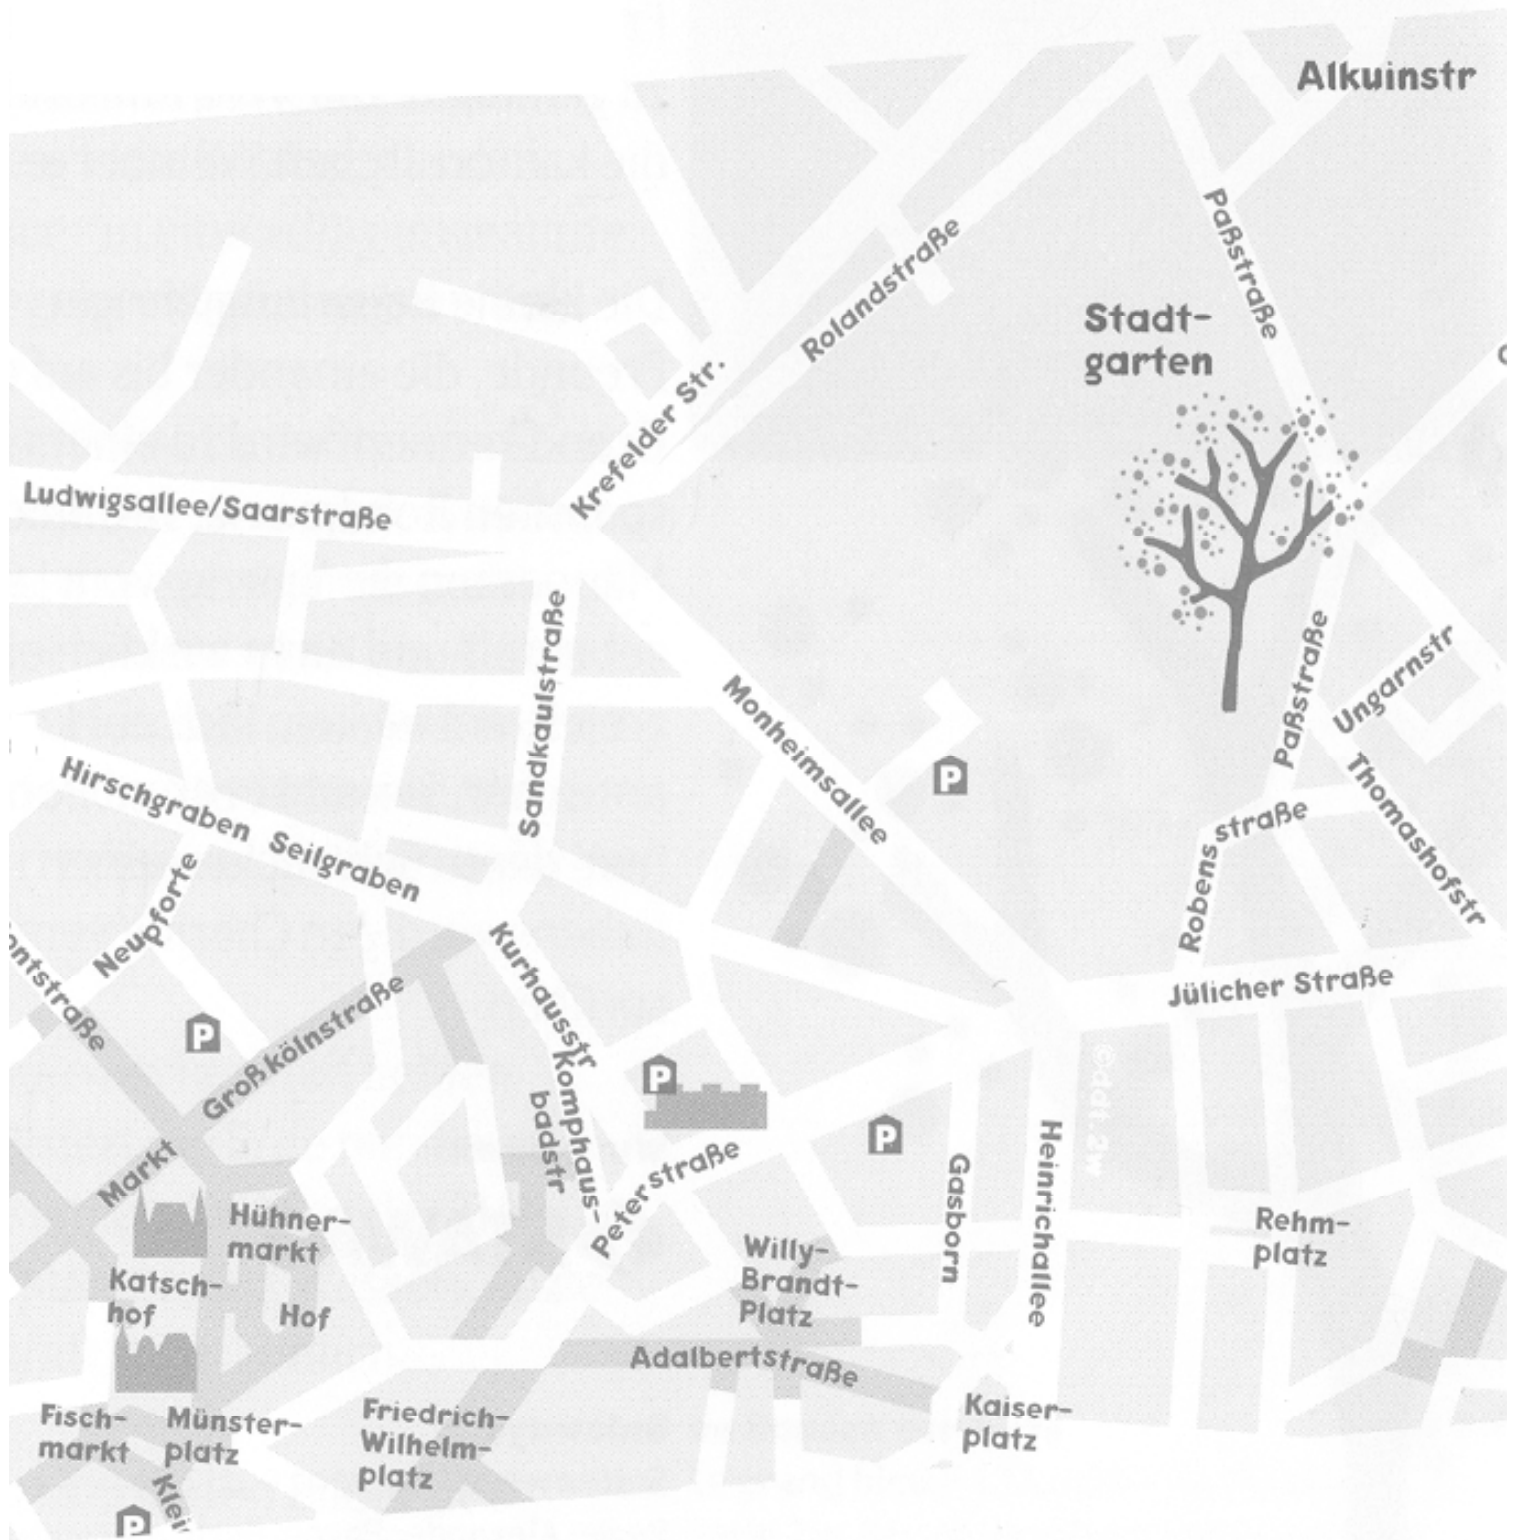 Alkuinstr
Paßstraße
Rolandstraße
Stadt-
garten
Krefelder Str.
Ludwigsallee/Saarstraße
Sandkaulstraße
Monheimsallee
Paßstraße
Ungarnstr
Thomashofstr
P
Hirschgraben Seilgraben
Robens straße
Neupforte
Kurhausstr
Jülicher Straße
P
Großkölnstraße
P
Komphaus-
badstr
P
Peterstraße
Heinrichallee
Gasborn
Markt
Hühner-
markt
Willy-
Brandt-
Platz
Rehm-
platz
Katsch-
hof
Hof
Adalbertstraße
Fisch-
markt
Münster-
platz
Friedrich-
Wilhelm-
platz
Kaiser-
platz
P